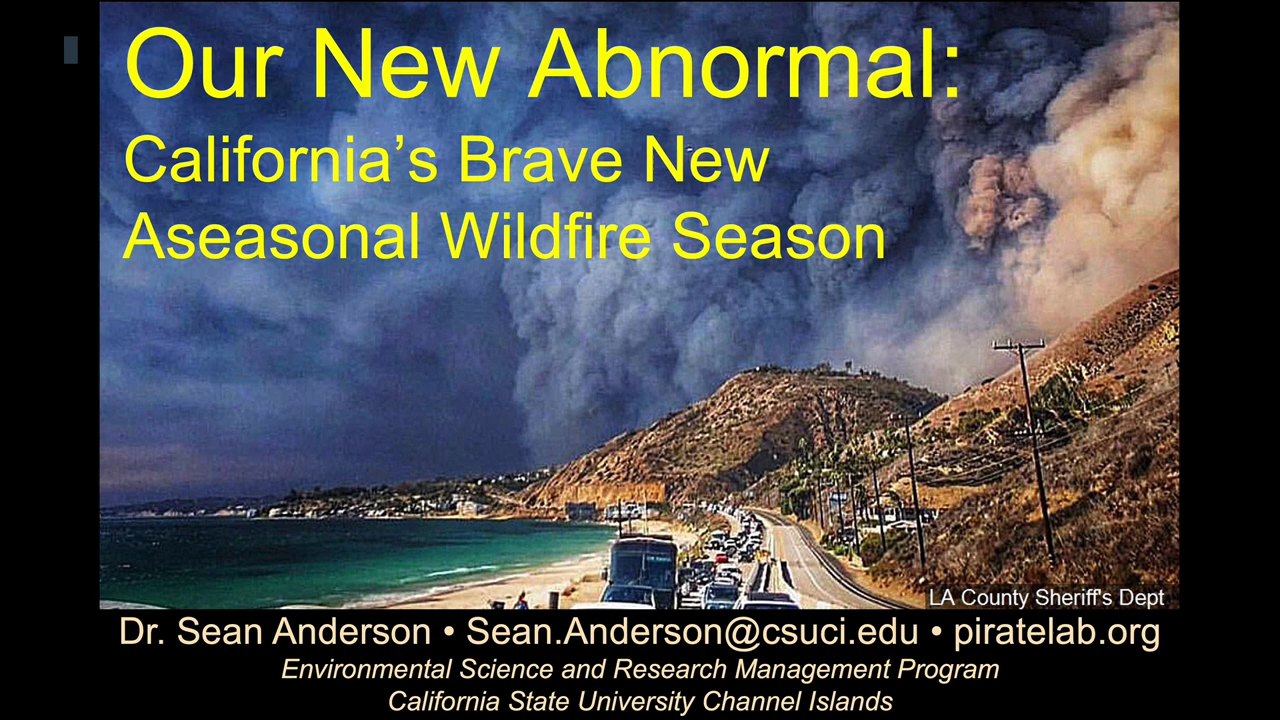 Our New Abnormal:
California’s Brave New
Aseasonal Wildfire Season
LA County Sheriff's Dept
Dr. Sean Anderson • Sean.Anderson@csuci.edu • piratelab.org
Environmental Science and Research Management Program
California State University Channel Islands